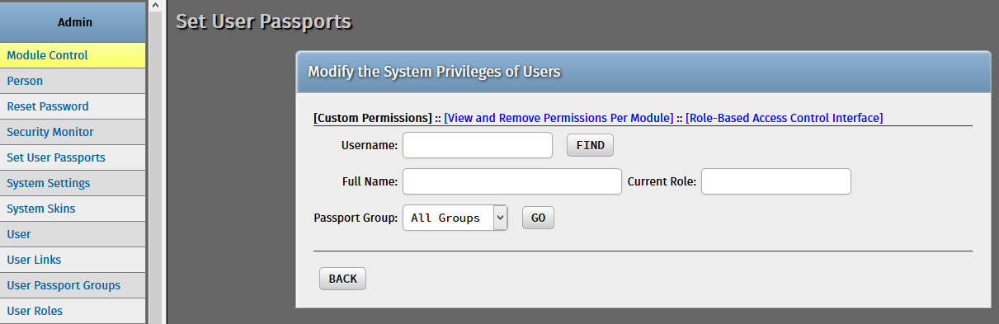 Admin
Module Control
Person
Reset Password
Security Monitor
Set User Passports
System Settings
System Skins
User
User Links
User Passport Groups
User Roles
Set User Passports
Modify the System Privileges of Users
[Custom Permissions] :: [View and Remove Permissions Per Module] :: [Role-Based Access Control Interface]
Username: FIND
Full Name: Current Role:
Passport Group: All Groups GO
BACK